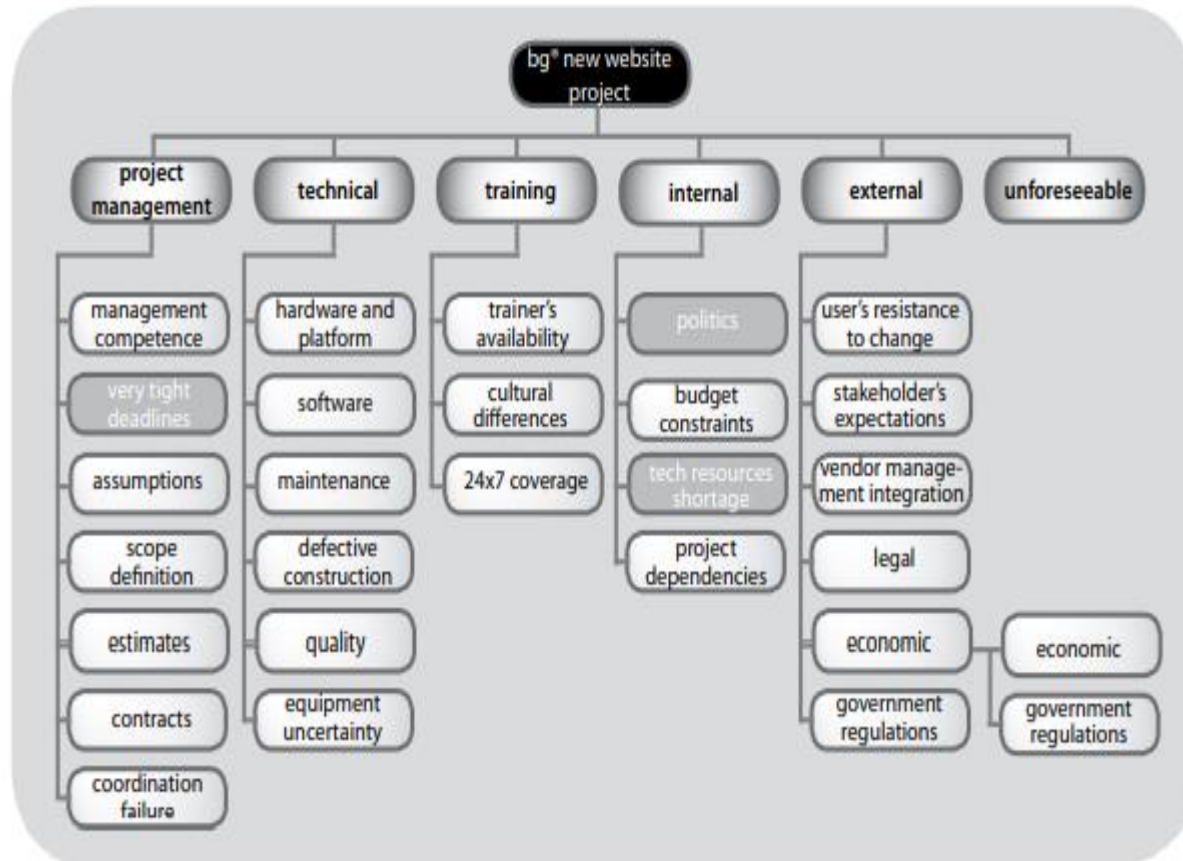 bg® new website
project
project
management
technical
training
internal
external
unforeseeable
management
competence
very tight
deadlines
assumptions
scope
definition
estimates
contracts
coordination
failure
hardware and
platform
software
maintenance
defective
construction
quality
equipment
uncertainty
trainer's
availability
cultural
differences
24x7 coverage
politics
budget
constraints
tech resources
shortage
project
dependencies
user's resistance
to change
stakeholder's
expectations
vendor manage-
ment integration
legal
economic
government
regulations
economic
government
regulations